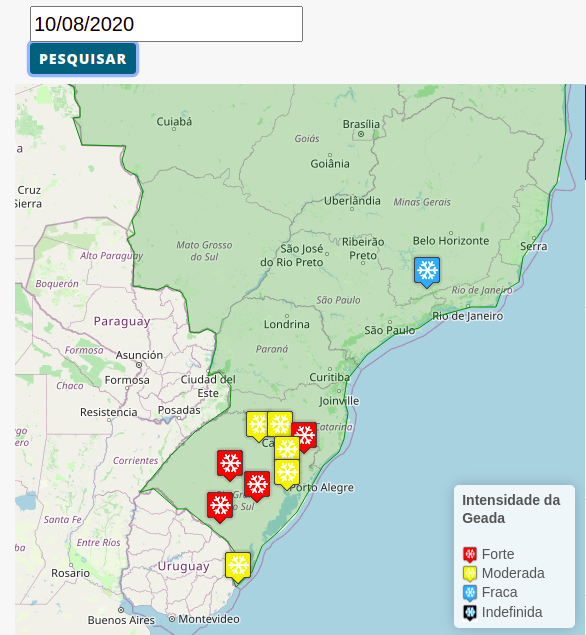 10/08/2020
PESQUISAR
Cuiabá
Brasília
Goiás
Goiânia
a
Cruz
Sierra
Uberlândia
Minas Gerais
Mato Grosso
do Sul
São José
do Rio Preto
Ribeirão
Preto
Belo Horizonte
Serra
Alto Paraguay
Boquerón
São Paulo
Rio de Janeiro
Rio de Janeiro
Paraguay
Londrina
São Paulo
Paraná
Formosa
Asunción
Chaco
Formosa
Ciudad del
Este
Curitiba
Joinville
Resistencia
Posadas
Catarina
Ca
Corrientes
Porto Alegre
Sul
Santa Fe
Entre Ríos
Uruguay
Rosario
Buenos Aires
Montevideo
Intensidade da
Geada
Forte
Moderada
Fraca
Indefinida